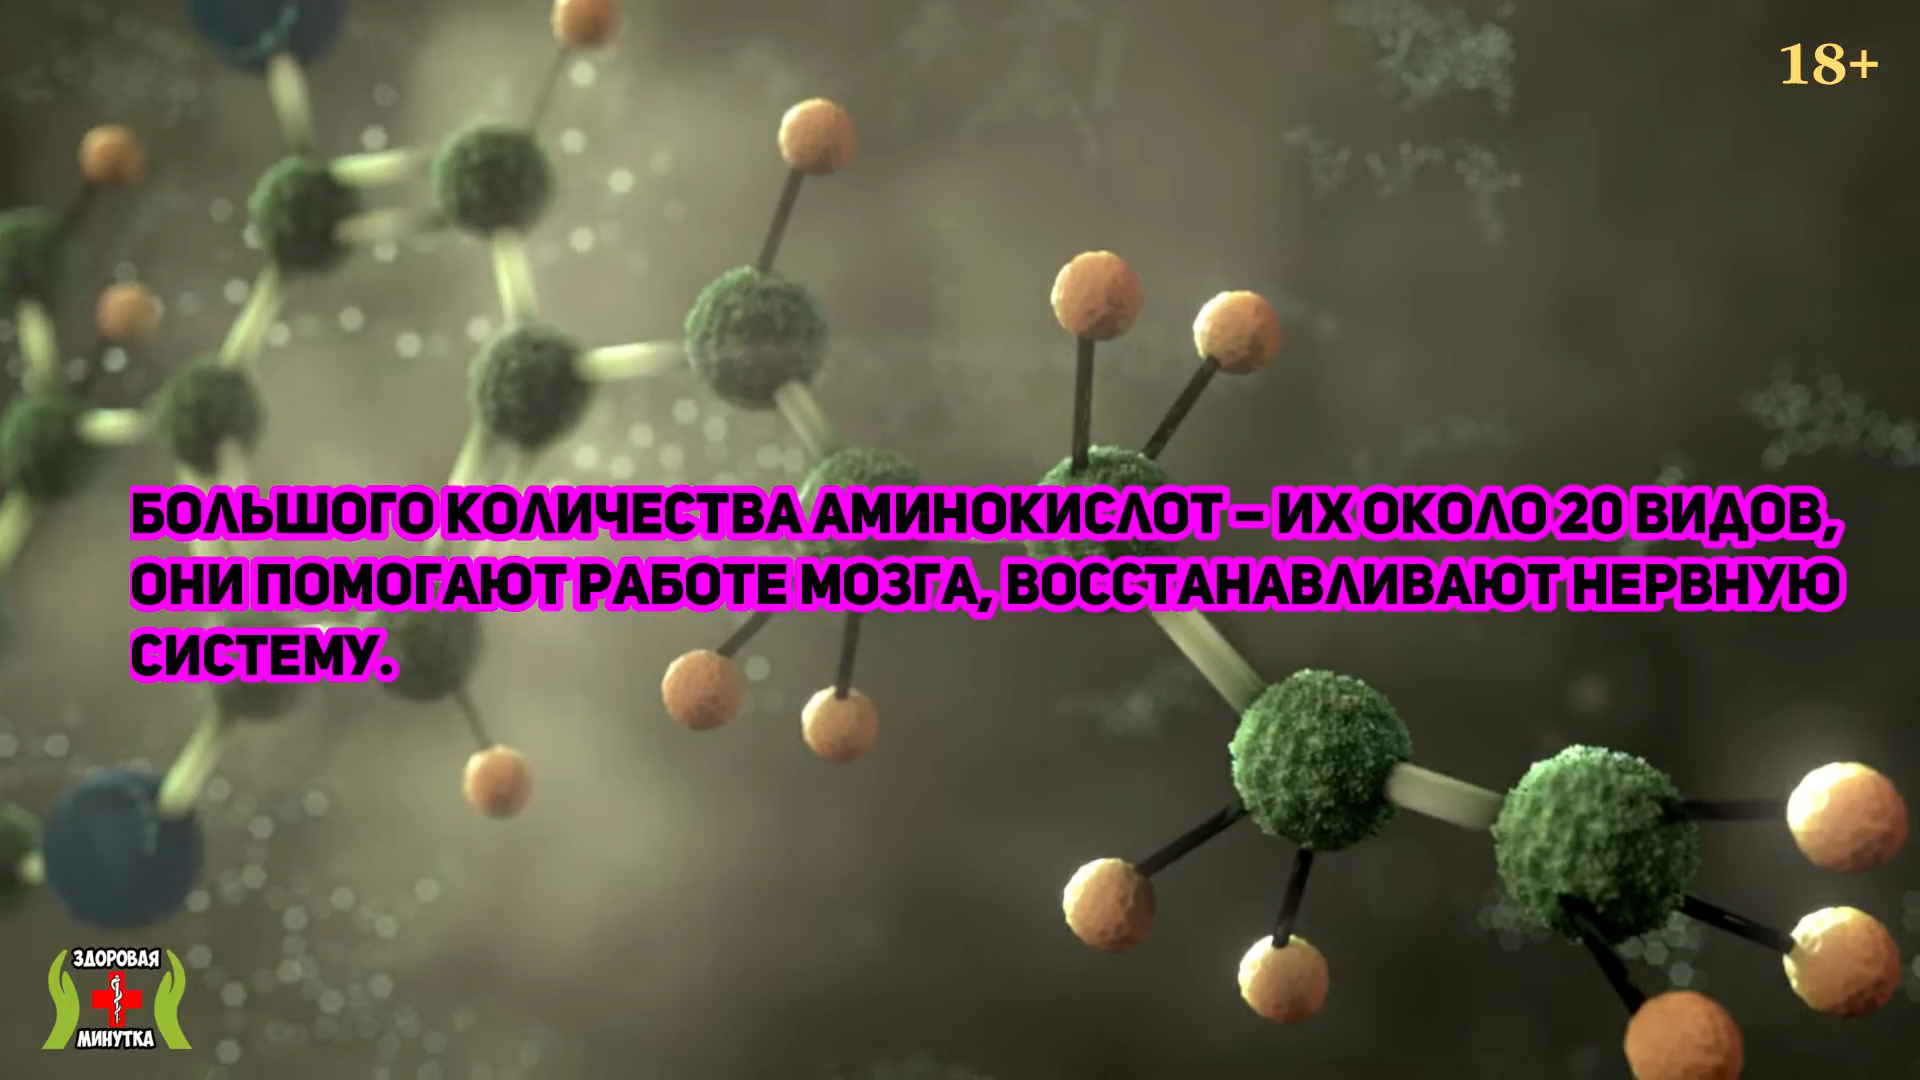 18+
БОЛЬШОГО КОЛИЧЕСТВА АМИНОКИСЛОТ – ИХ ОКОЛО 20 ВИДОВ,
ОНИ ПОМОГАЮТ РАБОТЕ МОЗГА, ВОССТАНАВЛИВАЮТ НЕРВНУЮ
СИСТЕМУ.
ЗДОРОВАЯ
МИНУТКА